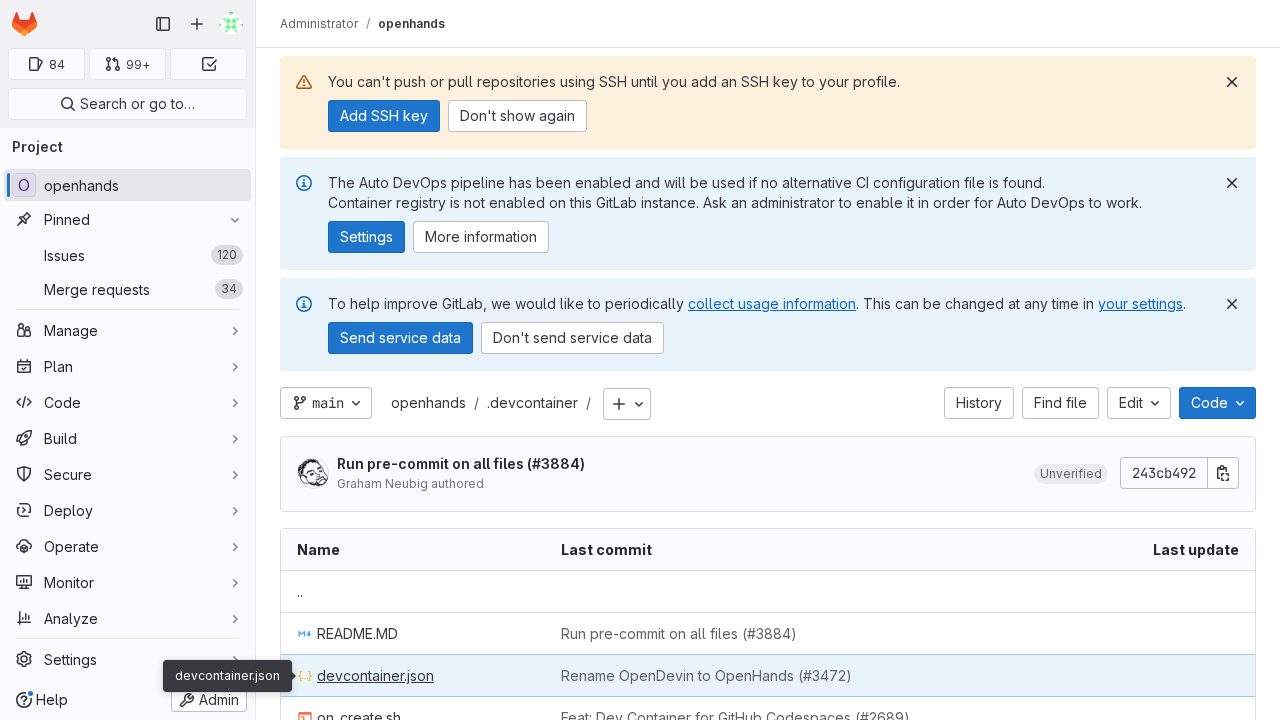 Administrator / openhands
84
99+
Search or go to…
Project
O openhands
Pinned
Issues 120
Merge requests 34
Manage
Plan
Code
Build
Secure
Deploy
Operate
Monitor
Analyze
Settings
Help
Admin
devcontainer.json
You can't push or pull repositories using SSH until you add an SSH key to your profile.
Add SSH key Don't show again
The Auto DevOps pipeline has been enabled and will be used if no alternative CI configuration file is found.
Container registry is not enabled on this GitLab instance. Ask an administrator to enable it in order for Auto DevOps to work.
Settings More information
To help improve GitLab, we would like to periodically collect usage information. This can be changed at any time in your settings.
Send service data Don't send service data
main openhands / .devcontainer / History Find file Edit Code
Run pre-commit on all files (#3884)
Graham Neubig authored
Unverified 243cb492
Name Last commit Last update
..
README.MD Run pre-commit on all files (#3884)
devcontainer.json Rename OpenDevin to OpenHands (#3472)
on_create.sh Feat: Dev Container for GitHub Codespaces (#2689)